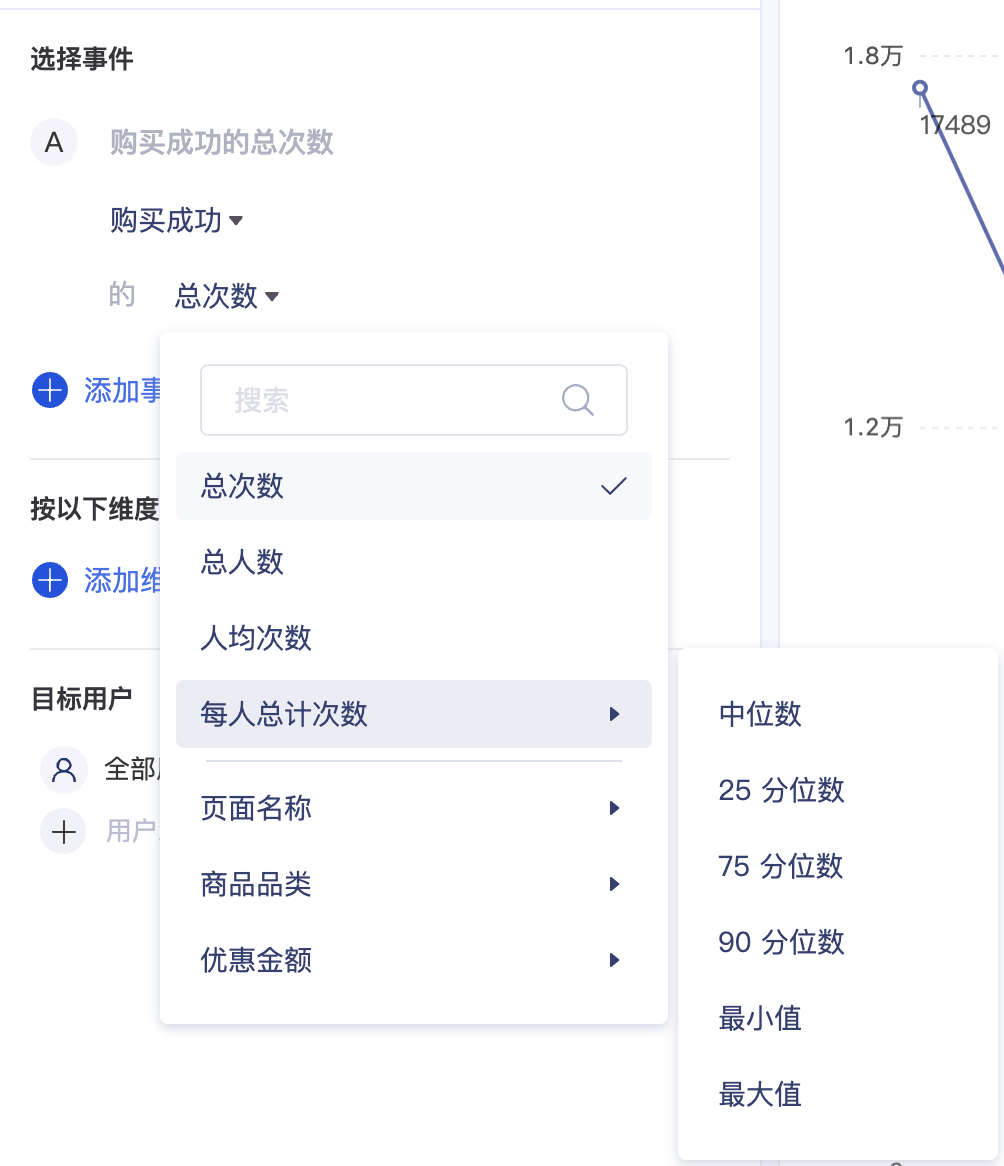 选择事件
A 购买成功的总次数
购买成功
的 总次数
添加事
搜索
总次数
总人数
人均次数
每人总计次数
页面名称
商品品类
优惠金额
按以下维度
添加维
目标用户
全部
用户
中位数
25 分位数
75 分位数
90 分位数
最小值
最大值
1.8万
17489
1.2万